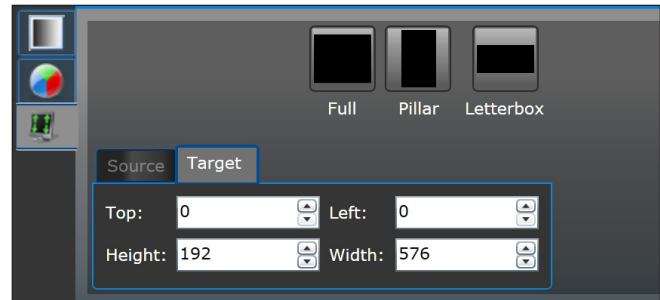 Full Pillar Letterbox
Source Target
Top: 0 Left: 0
Height: 192 Width: 576